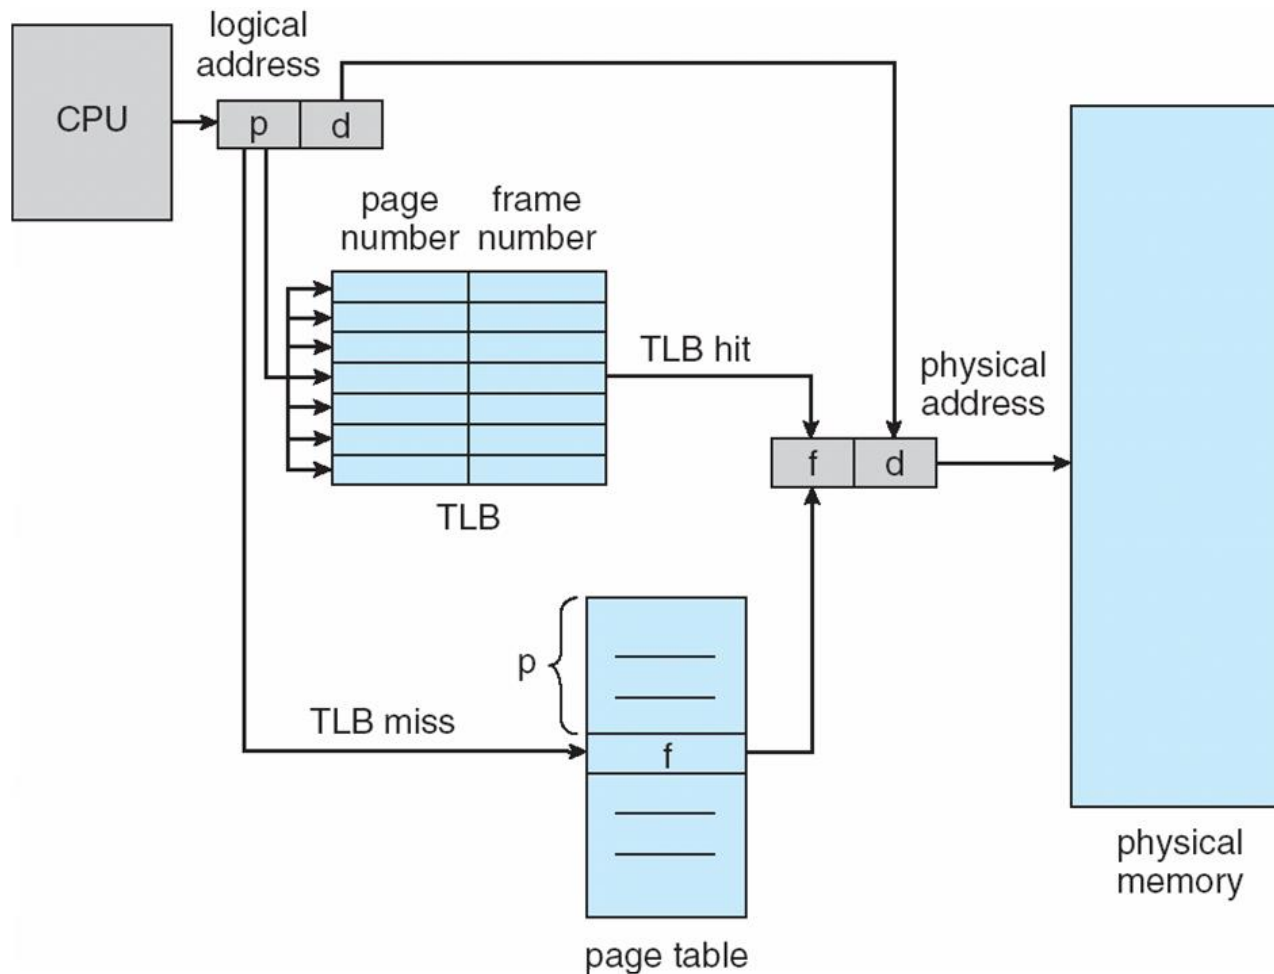 logical
address
CPU
p
d
page
number
frame
number
TLB hit
physical
address
f
d
TLB
p
TLB miss
f
physical
memory
page table